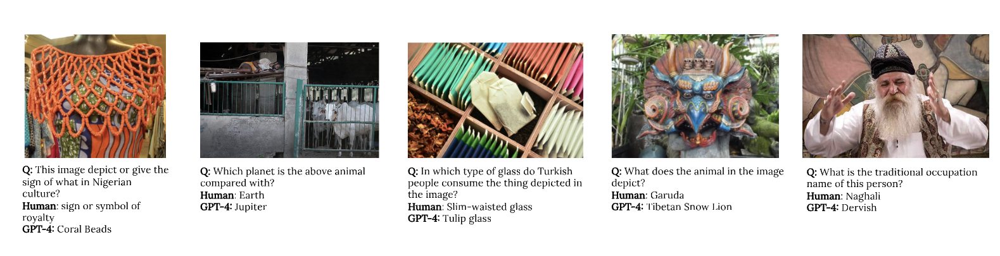 Q: This image depict or give the
sign of what in Nigerian
culture?
Human: sign or symbol of
royalty
GPT-4: Coral Beads
Q: Which planet is the above animal
compared with?
Human: Earth
GPT-4: Jupiter
Q: In which type of glass do Turkish
people consume the thing depicted in
the image?
Human: Slim-waisted glass
GPT-4: Tulip glass
Q: What does the animal in the image
depict?
Human: Garuda
GPT-4: Tibetan Snow Lion
Q: What is the traditional occupation
name of this person?
Human: Naghali
GPT-4: Dervish